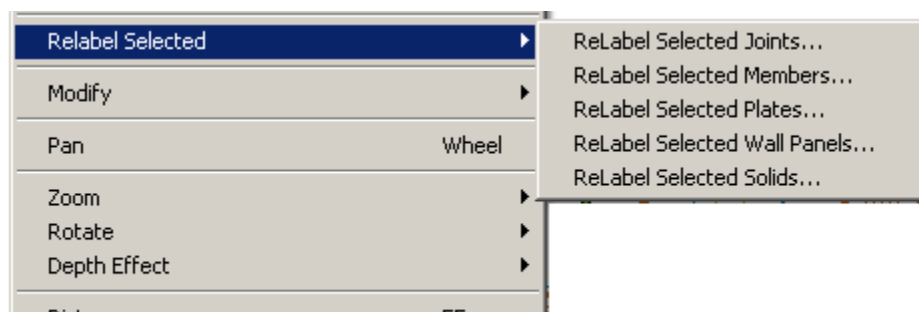 Relabel Selected
ReLabel Selected Joints...
ReLabel Selected Members...
ReLabel Selected Plates...
ReLabel Selected Wall Panels...
ReLabel Selected Solids...
Modify
Pan Wheel
Zoom
Rotate
Depth Effect